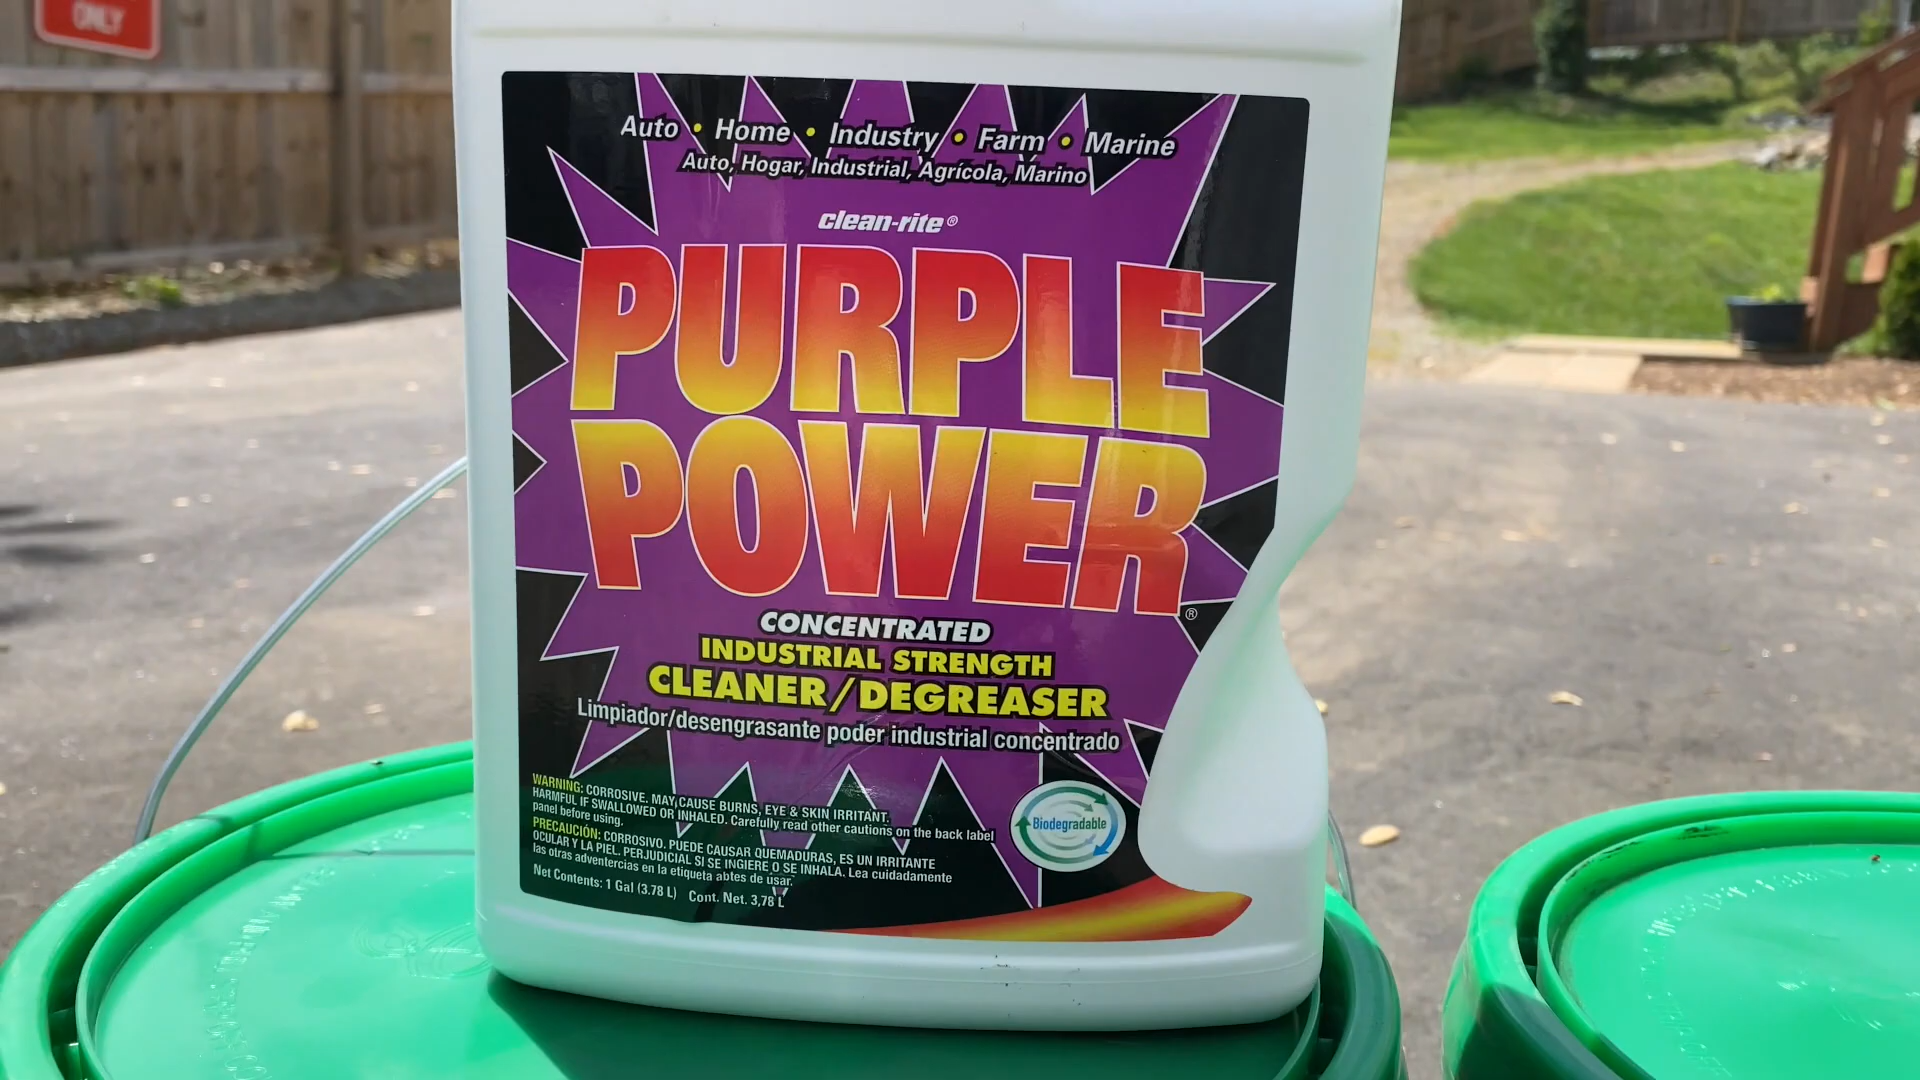 ONLY
Auto • Home • Industry • Farm • Marine
Auto, Hogar, Industrial, Agrícola, Marino
clean-rite®
PURPLE
POWER®
CONCENTRATED
INDUSTRIAL STRENGTH
CLEANER/DEGREASER
Limpiador/desengrasante poder industrial concentrado
WARNING: CORROSIVE. MAY CAUSE BURNS, EYE & SKIN IRRITANT.
HARMFUL IF SWALLOWED OR INHALED. Carefully read other cautions on the back label
panel before using.
PRECAUCIÓN: CORROSIVO. PUEDE CAUSAR QUEMADURAS, ES UN IRRITANTE
OCULAR Y LA PIEL. PERJUDICIAL SI SE INGIERE O SE INHALA. Lea cuidadamente
las otras adventercias en la etiqueta abtes de usar.
Net Contents: 1 Gal (3.78 L) Cont. Net. 3,78 L
Biodegradable